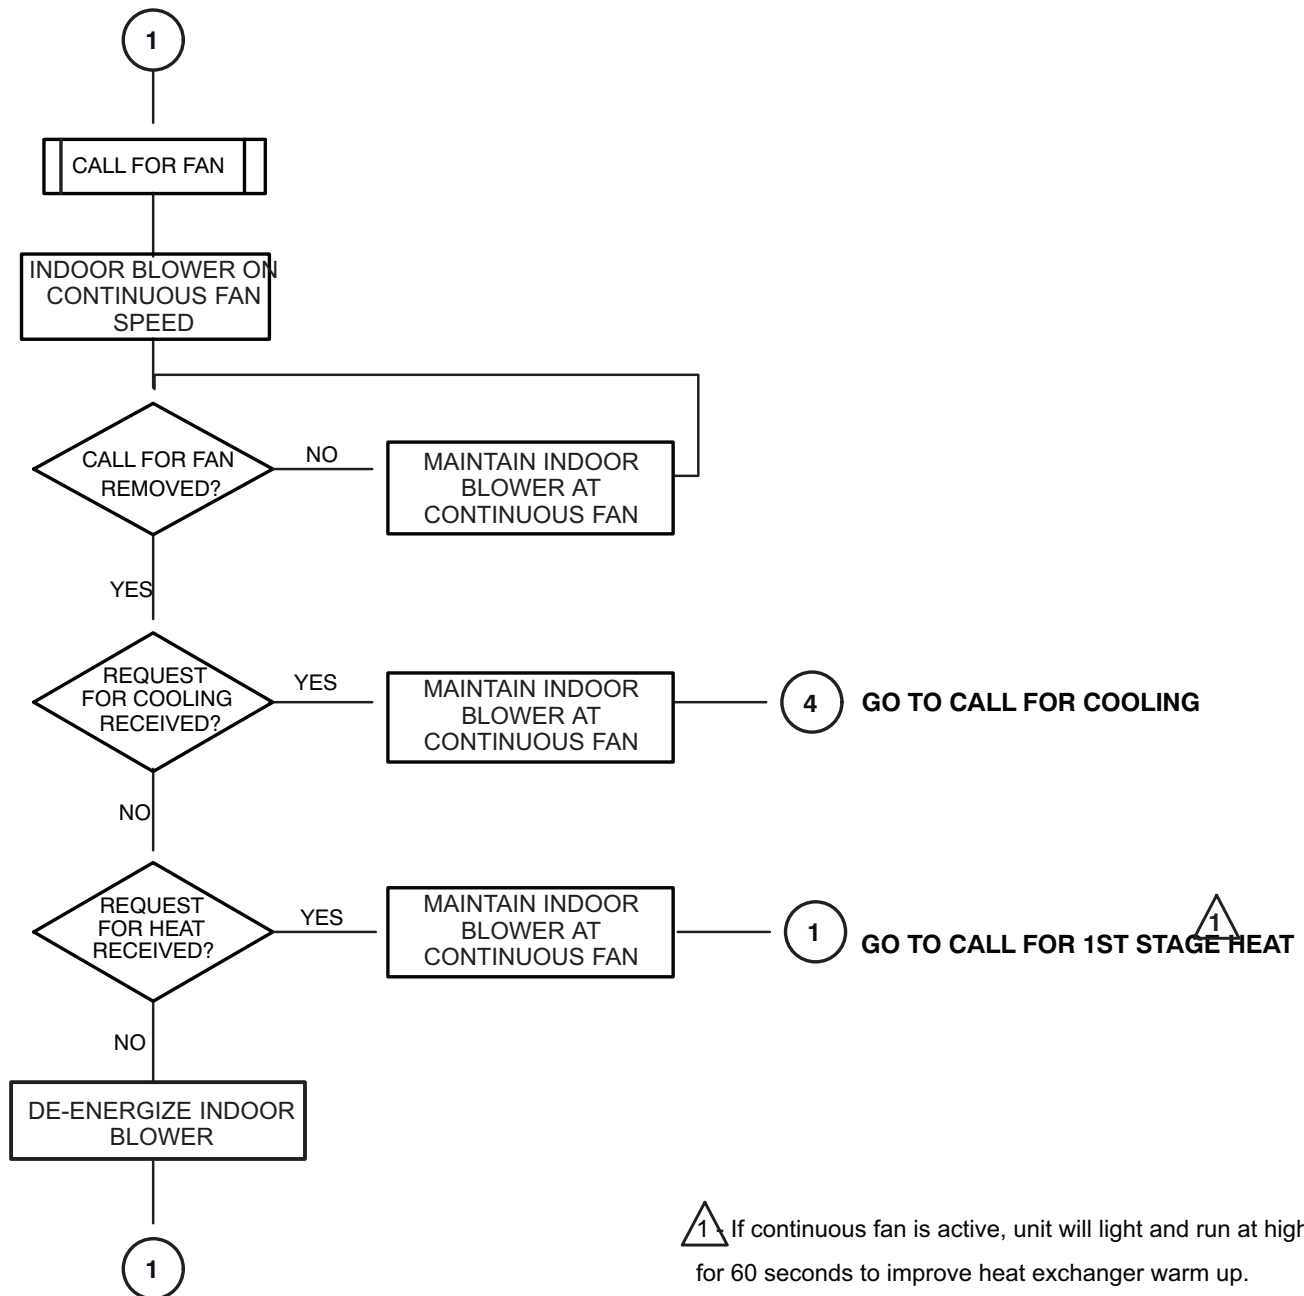 1
CALL FOR FAN
INDOOR BLOWER ON
CONTINUOUS FAN
SPEED
CALL FOR FAN
REMOVED?
NO
MAINTAIN INDOOR
BLOWER AT
CONTINUOUS FAN
YES
REQUEST
FOR COOLING
RECEIVED?
YES
MAINTAIN INDOOR
BLOWER AT
CONTINUOUS FAN
4
GO TO CALL FOR COOLING
NO
REQUEST
FOR HEAT
RECEIVED?
YES
MAINTAIN INDOOR
BLOWER AT
CONTINUOUS FAN
1
GO TO CALL FOR 1ST STAGE HEAT
1
NO
DE-ENERGIZE INDOOR
BLOWER
1
1 - If continuous fan is active, unit will light and run at high
for 60 seconds to improve heat exchanger warm up.